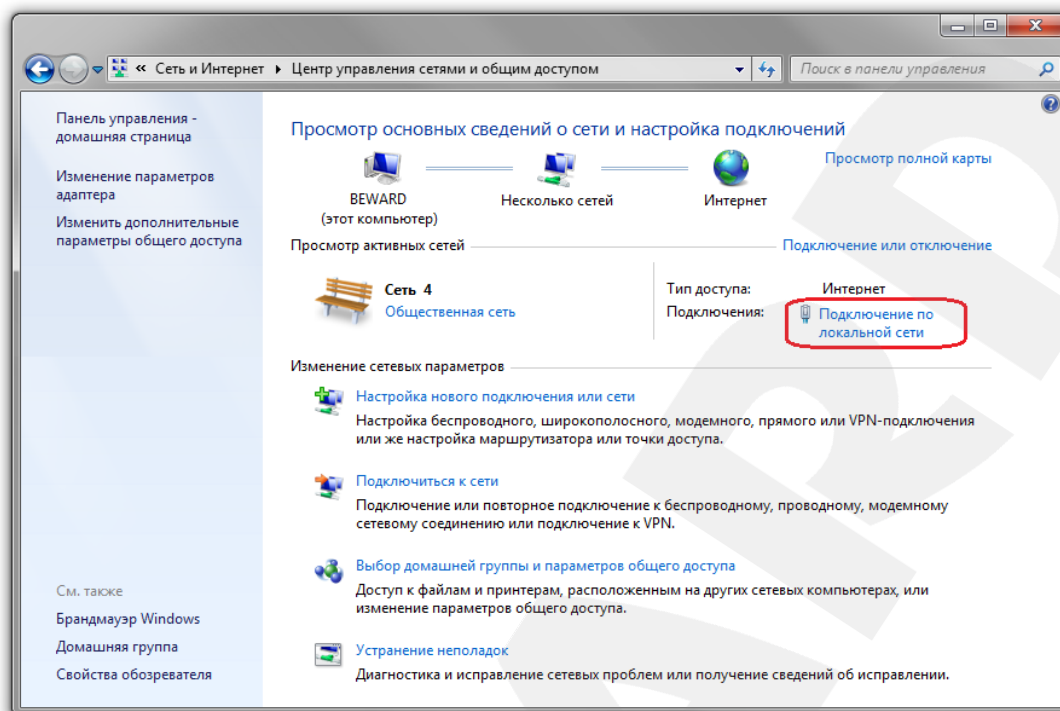 « Сеть и Интернет ▸ Центр управления сетями и общим доступом
Поиск в панели управления
Панель управления -
домашняя страница
Изменение параметров
адаптера
Изменить дополнительные
параметры общего доступа
См. также
Брандмауэр Windows
Домашняя группа
Свойства обозревателя
Просмотр основных сведений о сети и настройка подключений
Просмотр полной карты
BEWARD
(этот компьютер)
Несколько сетей
Интернет
Просмотр активных сетей
Подключение или отключение
Сеть 4
Общественная сеть
Тип доступа: Интернет
Подключения: Подключение по
локальной сети
Изменение сетевых параметров
Настройка нового подключения или сети
Настройка беспроводного, широкополосного, модемного, прямого или VPN-подключения
или же настройка маршрутизатора или точки доступа.
Подключиться к сети
Подключение или повторное подключение к беспроводному, проводному, модемному
сетевому соединению или подключение к VPN.
Выбор домашней группы и параметров общего доступа
Доступ к файлам и принтерам, расположенным на других сетевых компьютерах, или
изменение параметров общего доступа.
Устранение неполадок
Диагностика и исправление сетевых проблем или получение сведений об исправлении.